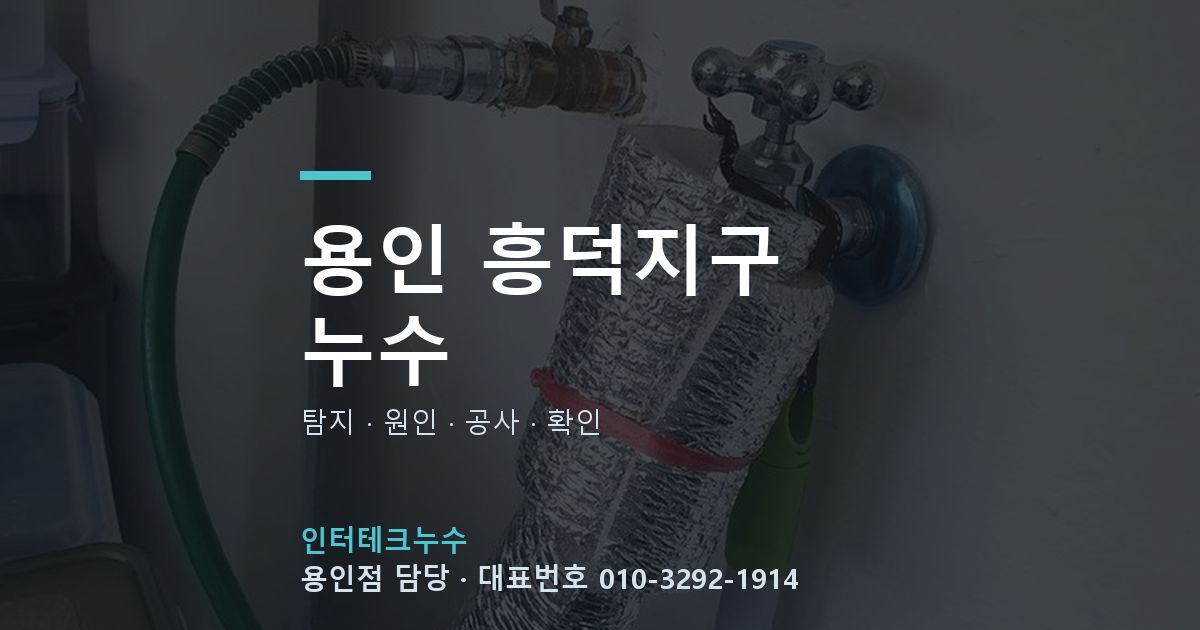 용인 흥덕지구
누수
탐지 · 원인 · 공사 · 확인
인터테크누수
용인점 담당 · 대표번호 010-3292-1914